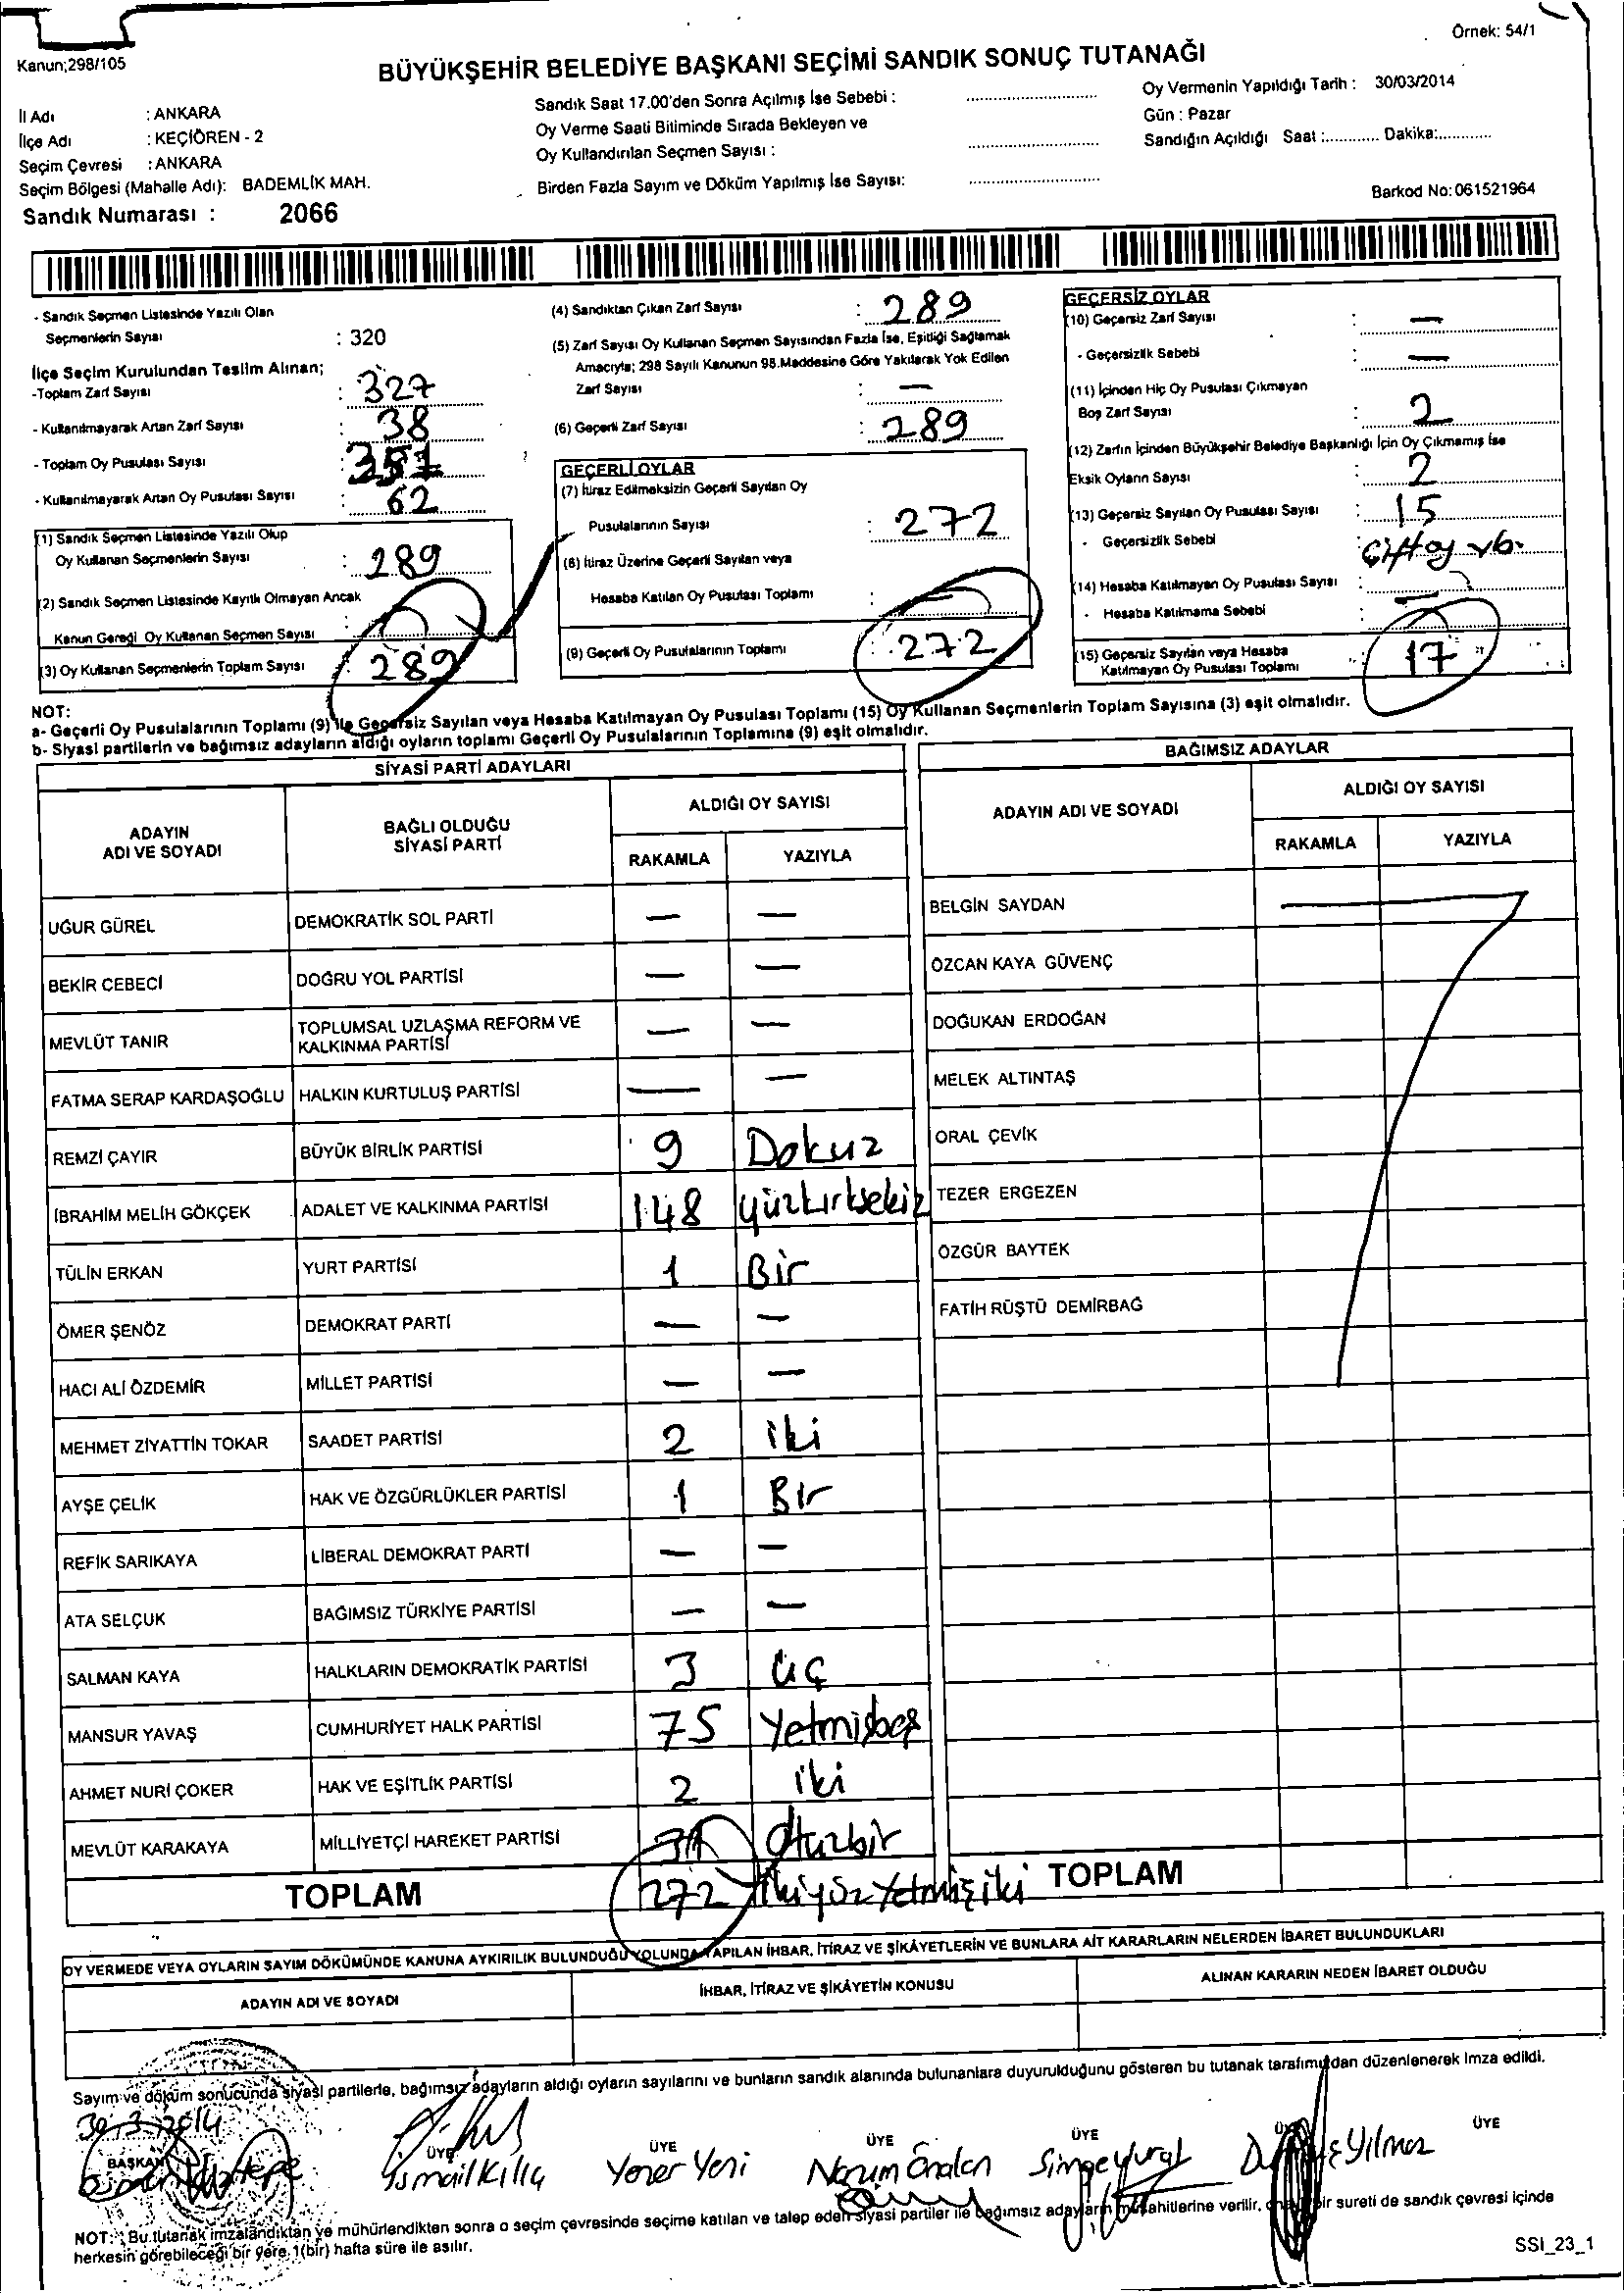 Örnek: 54/1
Kanun;298/105
BÜYÜKŞEHİR BELEDİYE BAŞKANI SEÇİMİ SANDIK SONUÇ TUTANAĞI
İl Adı : ANKARA
İlçe Adı : KEÇİÖREN - 2
Seçim Çevresi : ANKARA
Seçim Bölgesi (Mahalle Adı): BADEMLİK MAH.
Sandık Numarası : 2066
Sandık Saat 17.00'den Sonra Açılmış İse Sebebi :
Oy Verme Saati Bitiminde Sırada Bekleyen ve
Oy Kullandırılan Seçmen Sayısı :
Birden Fazla Sayım ve Döküm Yapılmış İse Sayısı:
Oy Vermenin Yapıldığı Tarih : 30/03/2014
Gün : Pazar
Sandığın Açıldığı Saat :............ Dakika:............
Barkod No: 061521964
- Sandık Seçmen Listesinde Yazılı Olan
Seçmenlerin Sayısı : 320
İlçe Seçim Kurulundan Teslim Alınan;
-Toplam Zarf Sayısı : 327
- Kullanılmayarak Artan Zarf Sayısı : 38
- Toplam Oy Pusulası Sayısı :
- Kullanılmayarak Artan Oy Pusulası Sayısı : 62
(1) Sandık Seçmen Listesinde Yazılı Olup
Oy Kullanan Seçmenlerin Sayısı : 289
(2) Sandık Seçmen Listesinde Kayıtlı Olmayan Ancak
Kanun Gereği Oy Kullanan Seçmen Sayısı :
(3) Oy Kullanan Seçmenlerin Toplam Sayısı : 289
(4) Sandıktan Çıkan Zarf Sayısı : 289
(5) Zarf Sayısı Oy Kullanan Seçmen Sayısından Fazla İse, Eşitliği Sağlamak
Amacıyla; 298 Sayılı Kanunun 98.Maddesine Göre Yakılarak Yok Edilen
Zarf Sayısı : —
(6) Geçerli Zarf Sayısı : 289
GEÇERLİ OYLAR
(7) İtiraz Edilmeksizin Geçerli Sayılan Oy
Pusulalarının Sayısı : 272
(8) İtiraz Üzerine Geçerli Sayılan veya
Hesaba Katılan Oy Pusulası Toplamı :
(9) Geçerli Oy Pusulalarının Toplamı : 272
GEÇERSİZ OYLAR
(10) Geçersiz Zarf Sayısı : —
- Geçersizlik Sebebi : —
(11) İçinden Hiç Oy Pusulası Çıkmayan
Boş Zarf Sayısı : 2
(12) Zarfın İçinden Büyükşehir Belediye Başkanlığı İçin Oy Çıkmamış İse
Eksik Oyların Sayısı : 2
(13) Geçersiz Sayılan Oy Pusulası Sayısı : 15
- Geçersizlik Sebebi : Çift oy vb.
(14) Hesaba Katılmayan Oy Pusulası Sayısı :
- Hesaba Katılmama Sebebi :
(15) Geçersiz Sayılan veya Hesaba
Katılmayan Oy Pusulası Toplamı : 17
NOT:
a- Geçerli Oy Pusulalarının Toplamı (9) ile Geçersiz Sayılan veya Hesaba Katılmayan Oy Pusulası Toplamı (15) Oy Kullanan Seçmenlerin Toplam Sayısına (3) eşit olmalıdır.
b- Siyasi partilerin ve bağımsız adayların aldığı oyların toplamı Geçerli Oy Pusulalarının Toplamına (9) eşit olmalıdır.
SİYASİ PARTİ ADAYLARI
ADAYIN ADI VE SOYADI BAĞLI OLDUĞU SİYASİ PARTİ ALDIĞI OY SAYISI
RAKAMLA YAZIYLA
UĞUR GÜREL DEMOKRATİK SOL PARTİ — —
BEKİR CEBECİ DOĞRU YOL PARTİSİ — —
MEVLÜT TANIR TOPLUMSAL UZLAŞMA REFORM VE KALKINMA PARTİSİ — —
FATMA SERAP KARDAŞOĞLU HALKIN KURTULUŞ PARTİSİ — —
REMZİ ÇAYIR BÜYÜK BİRLİK PARTİSİ 9 Dokuz
İBRAHİM MELİH GÖKÇEK ADALET VE KALKINMA PARTİSİ 148 yüzkırksekiz
TÜLİN ERKAN YURT PARTİSİ 1 Bir
ÖMER ŞENÖZ DEMOKRAT PARTİ — —
HACI ALİ ÖZDEMİR MİLLET PARTİSİ — —
MEHMET ZİYATTİN TOKAR SAADET PARTİSİ 2 iki
AYŞE ÇELİK HAK VE ÖZGÜRLÜKLER PARTİSİ 1 Bir
REFİK SARIKAYA LİBERAL DEMOKRAT PARTİ — —
ATA SELÇUK BAĞIMSIZ TÜRKİYE PARTİSİ — —
SALMAN KAYA HALKLARIN DEMOKRATİK PARTİSİ 3 üç
MANSUR YAVAŞ CUMHURİYET HALK PARTİSİ 75 Yetmişbeş
AHMET NURİ ÇOKER HAK VE EŞİTLİK PARTİSİ 2 iki
MEVLÜT KARAKAYA MİLLİYETÇİ HAREKET PARTİSİ 31 Otuzbir
TOPLAM 272 İkiyüzYetmişiki
BAĞIMSIZ ADAYLAR
ADAYIN ADI VE SOYADI ALDIĞI OY SAYISI
RAKAMLA YAZIYLA
BELGİN SAYDAN
ÖZCAN KAYA GÜVENÇ
DOĞUKAN ERDOĞAN
MELEK ALTINTAŞ
ORAL ÇEVİK
TEZER ERGEZEN
ÖZGÜR BAYTEK
FATİH RÜŞTÜ DEMİRBAĞ
TOPLAM
OY VERMEDE VEYA OYLARIN SAYIM DÖKÜMÜNDE KANUNA AYKIRILIK BULUNDUĞU YOLUNDA YAPILAN İHBAR, İTİRAZ VE ŞİKÂYETLERİN VE BUNLARA AİT KARARLARIN NELERDEN İBARET BULUNDUKLARI
ADAYIN ADI VE SOYADI İHBAR, İTİRAZ VE ŞİKÂYETİN KONUSU ALINAN KARARIN NEDEN İBARET OLDUĞU
Sayım ve döküm sonucunda siyasi partilerle, bağımsız adayların aldığı oyların sayılarını ve bunların sandık alanında bulunanlara duyurulduğunu gösteren bu tutanak tarafımızdan düzenlenerek imza edildi.
30.3.2014
BAŞKAN ÜYE ÜYE ÜYE ÜYE ÜYE ÜYE
İsmail Kılıç Yener Yeni Nazım Önalan Simge Vural Yılmaz
NOT: Bu tutanak imzalandıktan ve mühürlendikten sonra o seçim çevresinde seçime katılan ve talep eden siyasi partiler ile bağımsız adayların müşahitlerine verilir, bir sureti de sandık çevresi içinde
herkesin görebileceği bir yere 1(bir) hafta süre ile asılır.
SSI_23_1